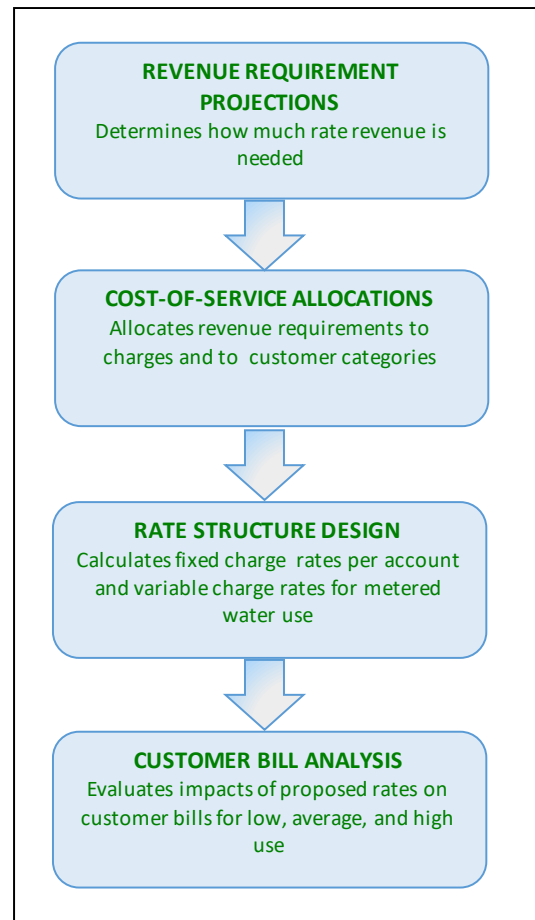 REVENUE REQUIREMENT
PROJECTIONS
Determines how much rate revenue is
needed
COST-OF-SERVICE ALLOCATIONS
Allocates revenue requirements to
charges and to customer categories
RATE STRUCTURE DESIGN
Calculates fixed charge rates per account
and variable charge rates for metered
water use
CUSTOMER BILL ANALYSIS
Evaluates impacts of proposed rates on
customer bills for low, average, and high
use